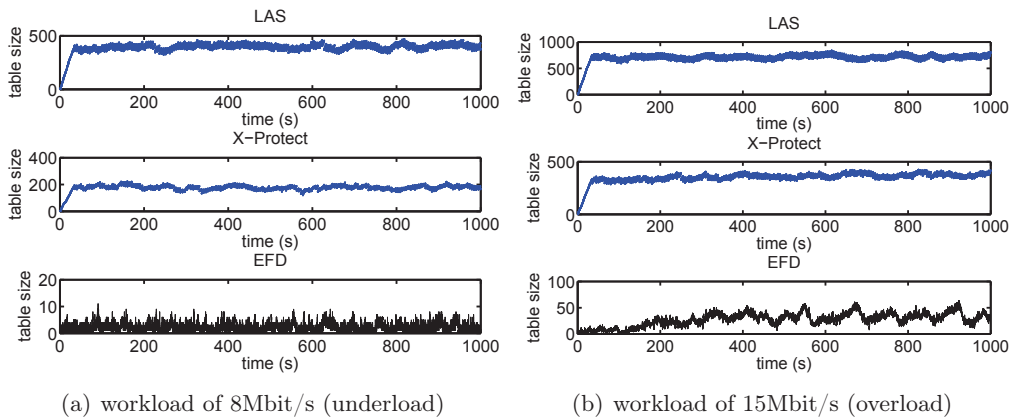 LAS
table size
500
0
0 200 400 600 800 1000
time (s)
X−Protect
table size
400
200
0
0 200 400 600 800 1000
time (s)
EFD
table size
20
10
0
0 200 400 600 800 1000
time (s)
(a) workload of 8Mbit/s (underload)
LAS
table size
1000
500
0
0 200 400 600 800 1000
time (s)
X−Protect
table size
500
0
0 200 400 600 800 1000
time (s)
EFD
table size
100
50
0
0 200 400 600 800 1000
time (s)
(b) workload of 15Mbit/s (overload)